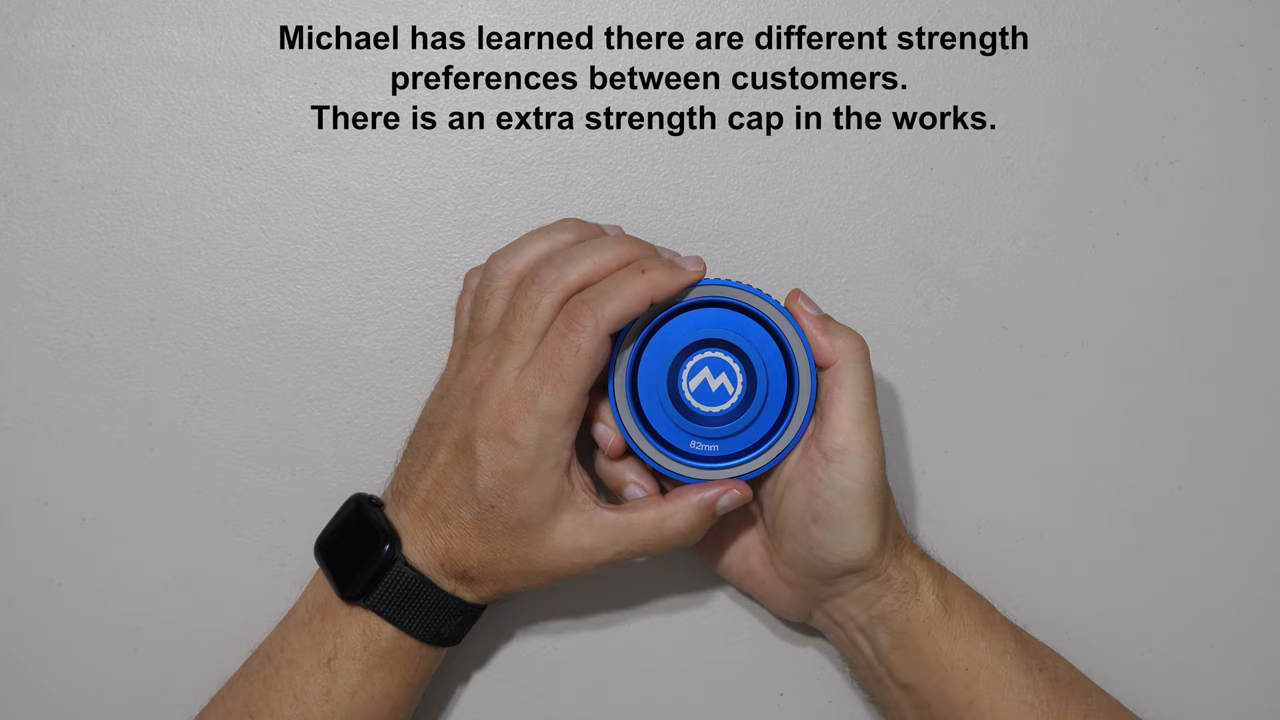 Michael has learned there are different strength
preferences between customers.
There is an extra strength cap in the works.
M
82mm